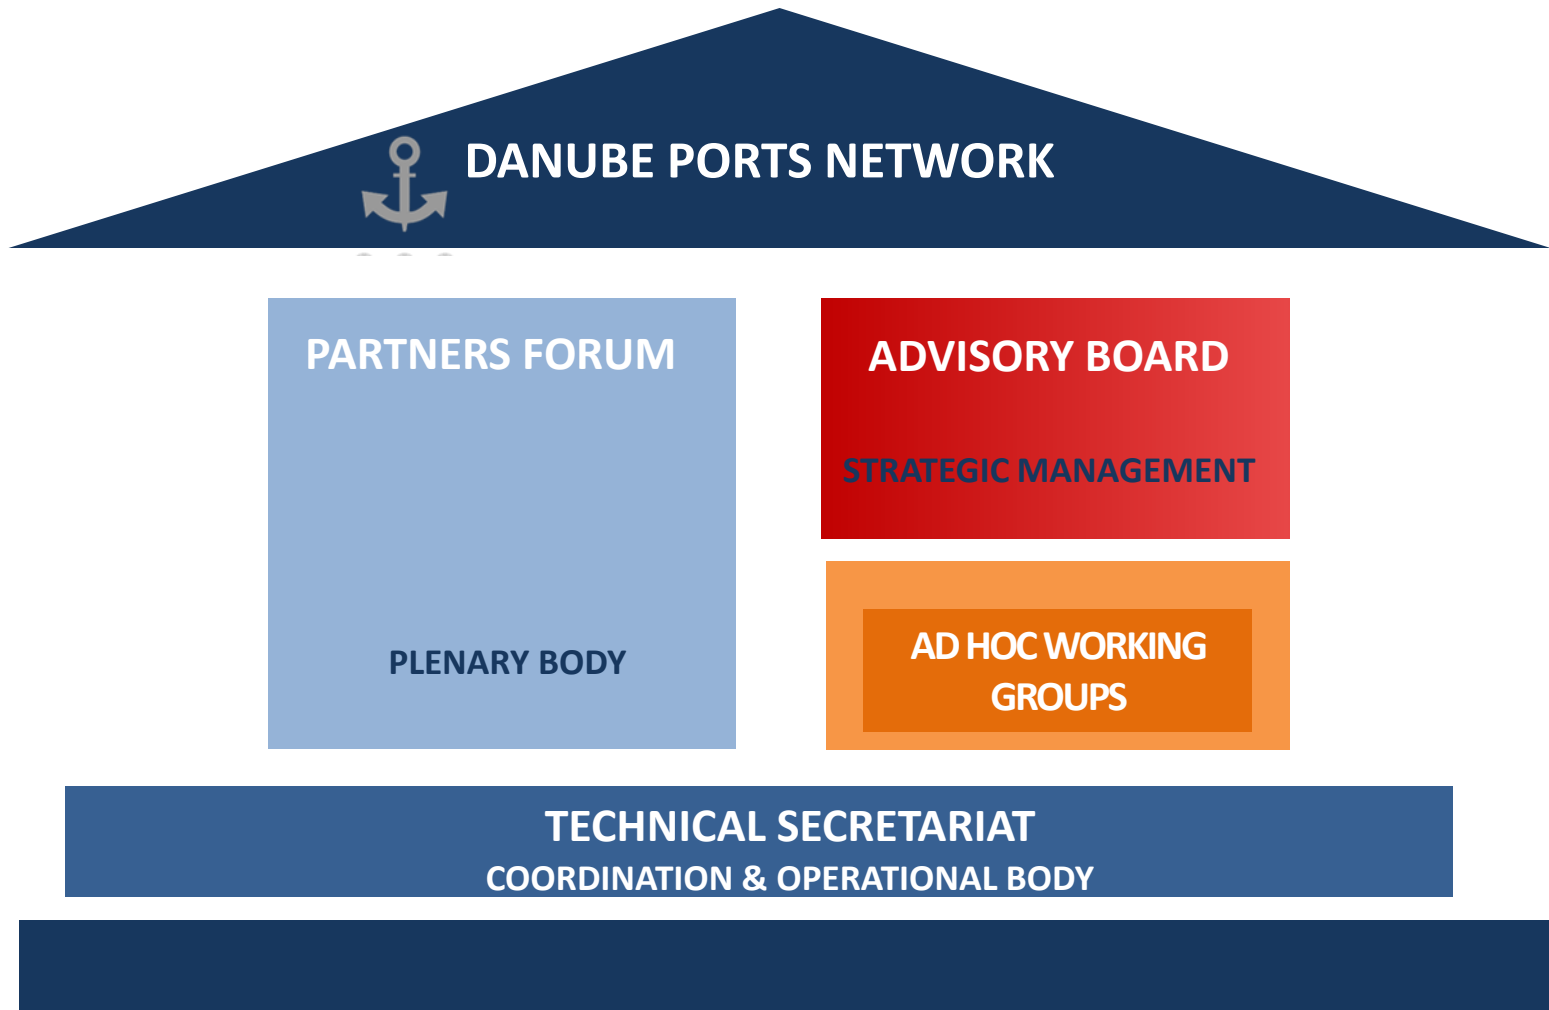 DANUBE PORTS NETWORK
PARTNERS FORUM
PLENARY BODY
ADVISORY BOARD
STRATEGIC MANAGEMENT
AD HOC WORKING
GROUPS
TECHNICAL SECRETARIAT
COORDINATION & OPERATIONAL BODY